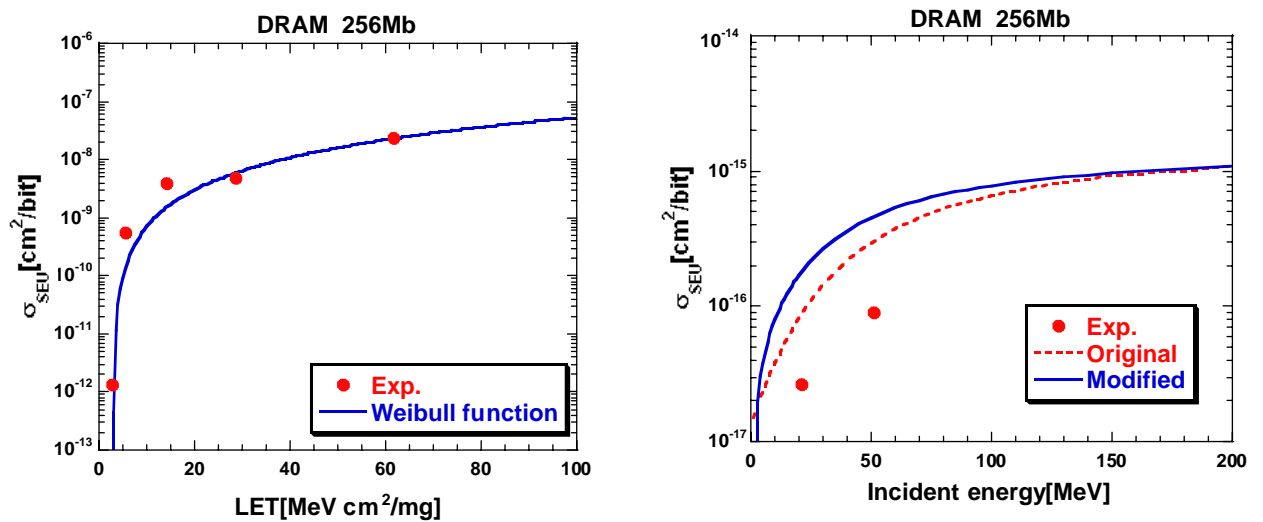 DRAM 256Mb
σ_SEU[cm²/bit]
10⁻⁶
10⁻⁷
10⁻⁸
10⁻⁹
10⁻¹⁰
10⁻¹¹
10⁻¹²
10⁻¹³
Exp.
Weibull function
0 20 40 60 80 100
LET[MeV cm²/mg]
DRAM 256Mb
σ_SEU[cm²/bit]
10⁻¹⁴
10⁻¹⁵
10⁻¹⁶
10⁻¹⁷
Exp.
Original
Modified
0 50 100 150 200
Incident energy[MeV]